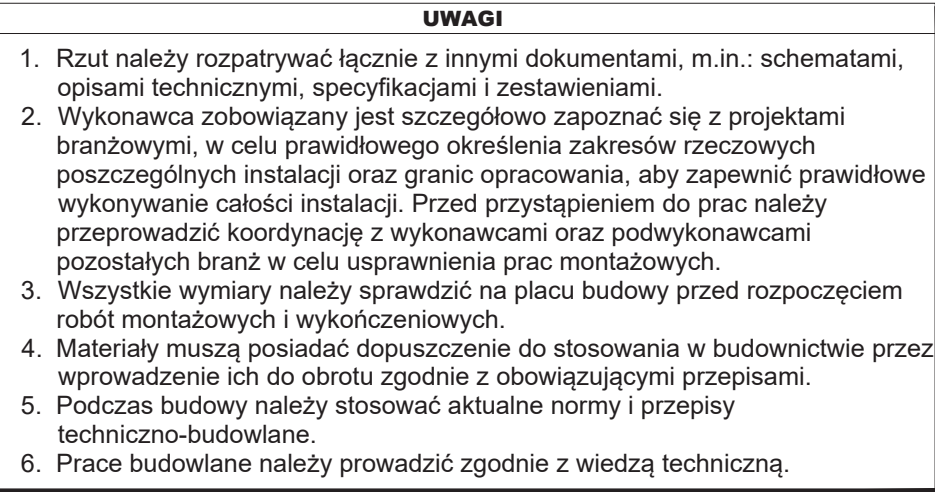 UWAGI
1. Rzut należy rozpatrywać łącznie z innymi dokumentami, m.in.: schematami,
opisami technicznymi, specyfikacjami i zestawieniami.
2. Wykonawca zobowiązany jest szczegółowo zapoznać się z projektami
branżowymi, w celu prawidłowego określenia zakresów rzeczowych
poszczególnych instalacji oraz granic opracowania, aby zapewnić prawidłowe
wykonywanie całości instalacji. Przed przystąpieniem do prac należy
przeprowadzić koordynację z wykonawcami oraz podwykonawcami
pozostałych branż w celu usprawnienia prac montażowych.
3. Wszystkie wymiary należy sprawdzić na placu budowy przed rozpoczęciem
robót montażowych i wykończeniowych.
4. Materiały muszą posiadać dopuszczenie do stosowania w budownictwie przez
wprowadzenie ich do obrotu zgodnie z obowiązującymi przepisami.
5. Podczas budowy należy stosować aktualne normy i przepisy
techniczno-budowlane.
6. Prace budowlane należy prowadzić zgodnie z wiedzą techniczną.